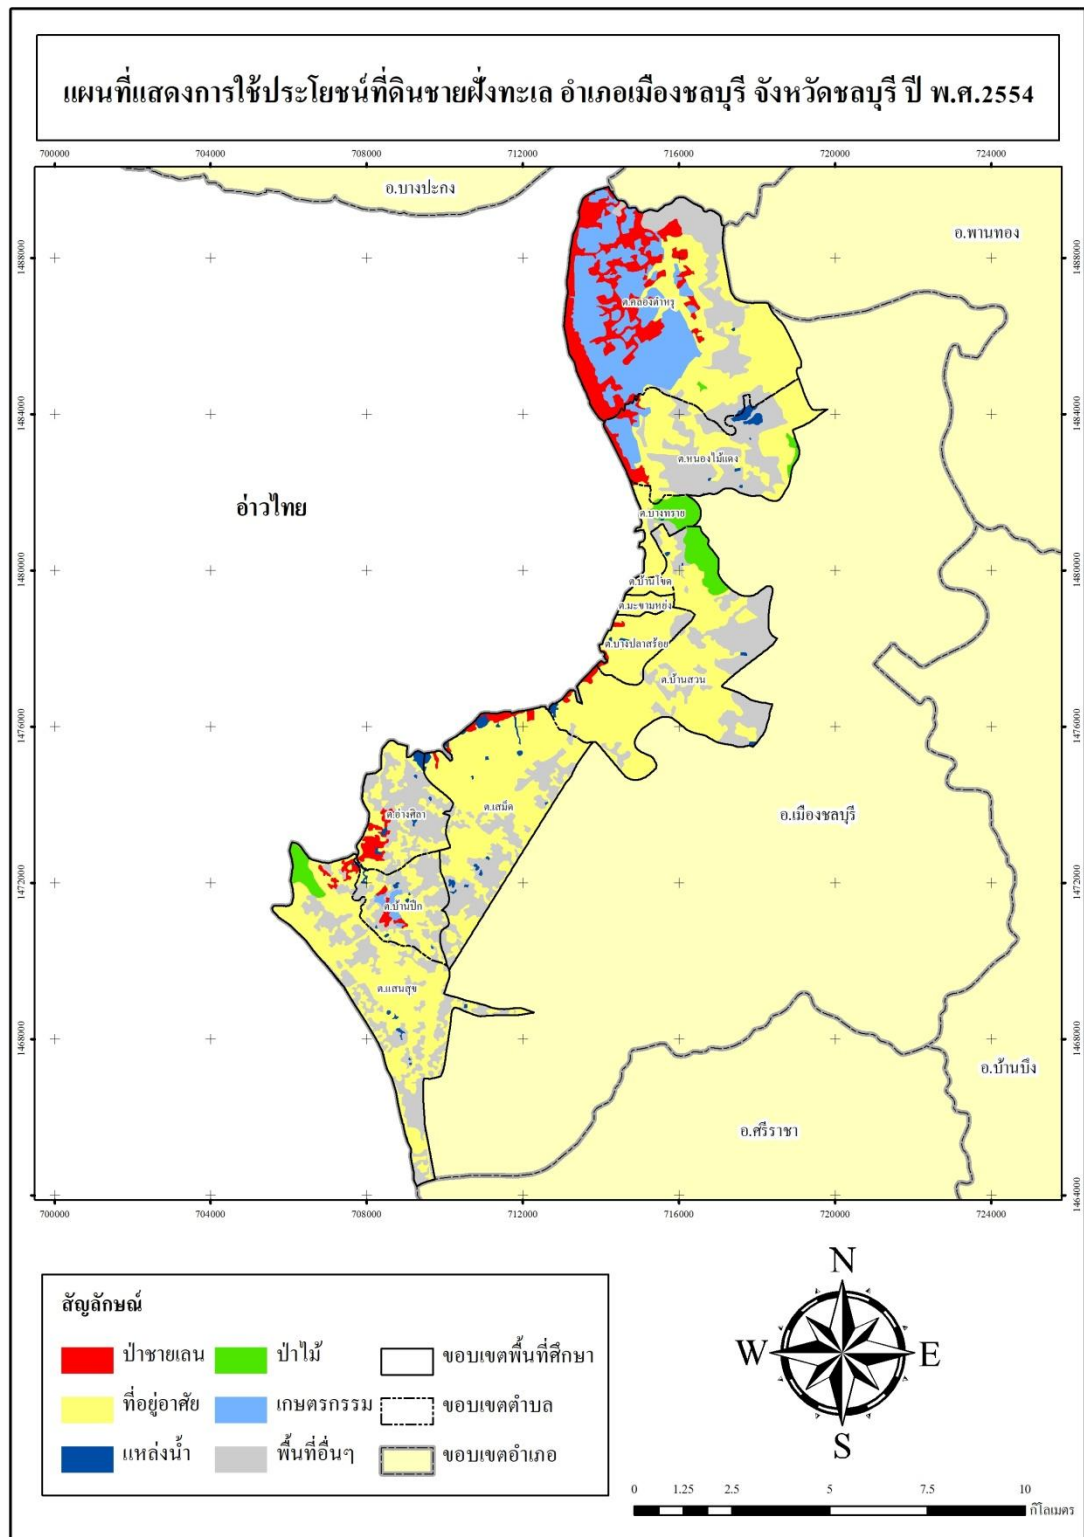 แผนที่แสดงการใช้ประโยชน์ที่ดินชายฝั่งทะเล อำเภอเมืองชลบุรี จังหวัดชลบุรี ปี พ.ศ.2554
700000 704000 708000 712000 716000 720000 724000
อ.บางปะกง
อ.พานทอง
1488000 1488000
ต.คลองตำหรุ
1484000 1484000
ต.หนองไม้แดง
อ่าวไทย
ต.บางทราย
1480000 1480000
ต.บ้านโขด
ต.มะขามหย่ง
ต.บางปลาสร้อย
ต.บ้านสวน
1476000 1476000
ต.เสม็ด
ต.อ่างศิลา
อ.เมืองชลบุรี
1472000 1472000
ต.บ้านปึก
ต.แสนสุข
1468000 1468000
อ.บ้านบึง
อ.ศรีราชา
1464000 1464000
700000 704000 708000 712000 716000 720000 724000
สัญลักษณ์
ป่าชายเลน ป่าไม้ ขอบเขตพื้นที่ศึกษา
ที่อยู่อาศัย เกษตรกรรม ขอบเขตตำบล
แหล่งน้ำ พื้นที่อื่นๆ ขอบเขตอำเภอ
N
W E
S
0 1.25 2.5 5 7.5 10
กิโลเมตร